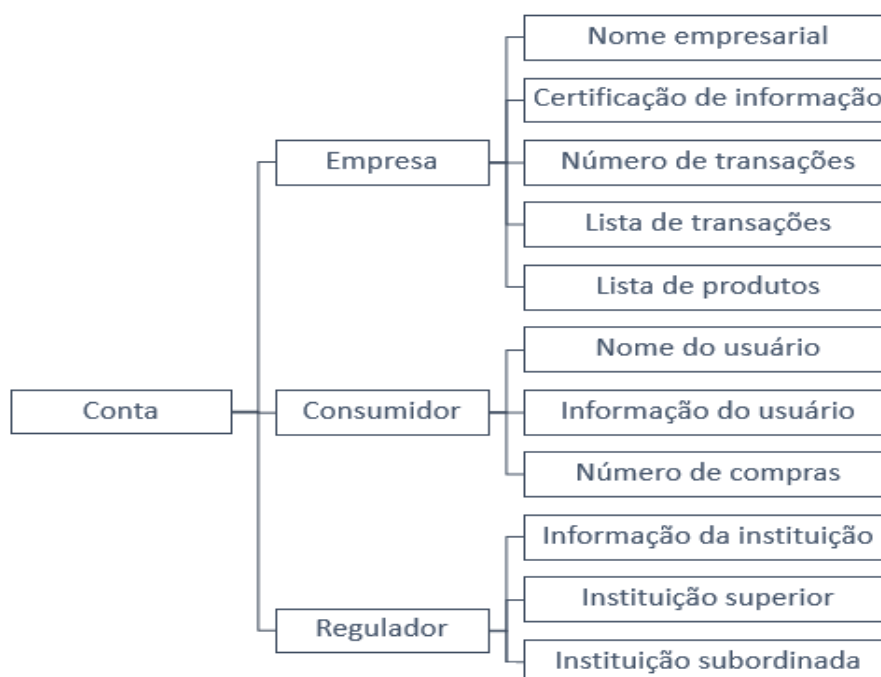 Nome empresarial
Certificação de informação
Empresa
Número de transações
Lista de transações
Lista de produtos
Nome do usuário
Conta
Consumidor
Informação do usuário
Número de compras
Informação da instituição
Instituição superior
Regulador
Instituição subordinada